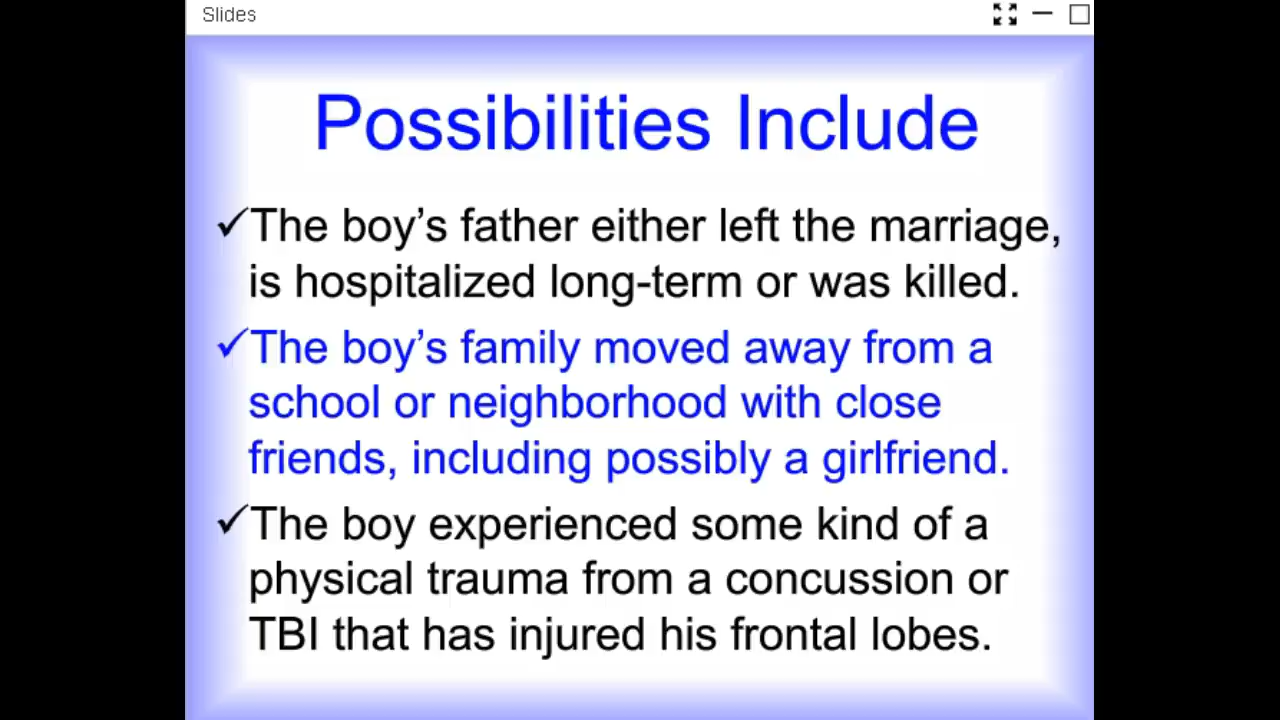 Slides
Possibilities Include
✓The boy’s father either left the marriage,
is hospitalized long-term or was killed.
✓The boy’s family moved away from a
school or neighborhood with close
friends, including possibly a girlfriend.
✓The boy experienced some kind of a
physical trauma from a concussion or
TBI that has injured his frontal lobes.